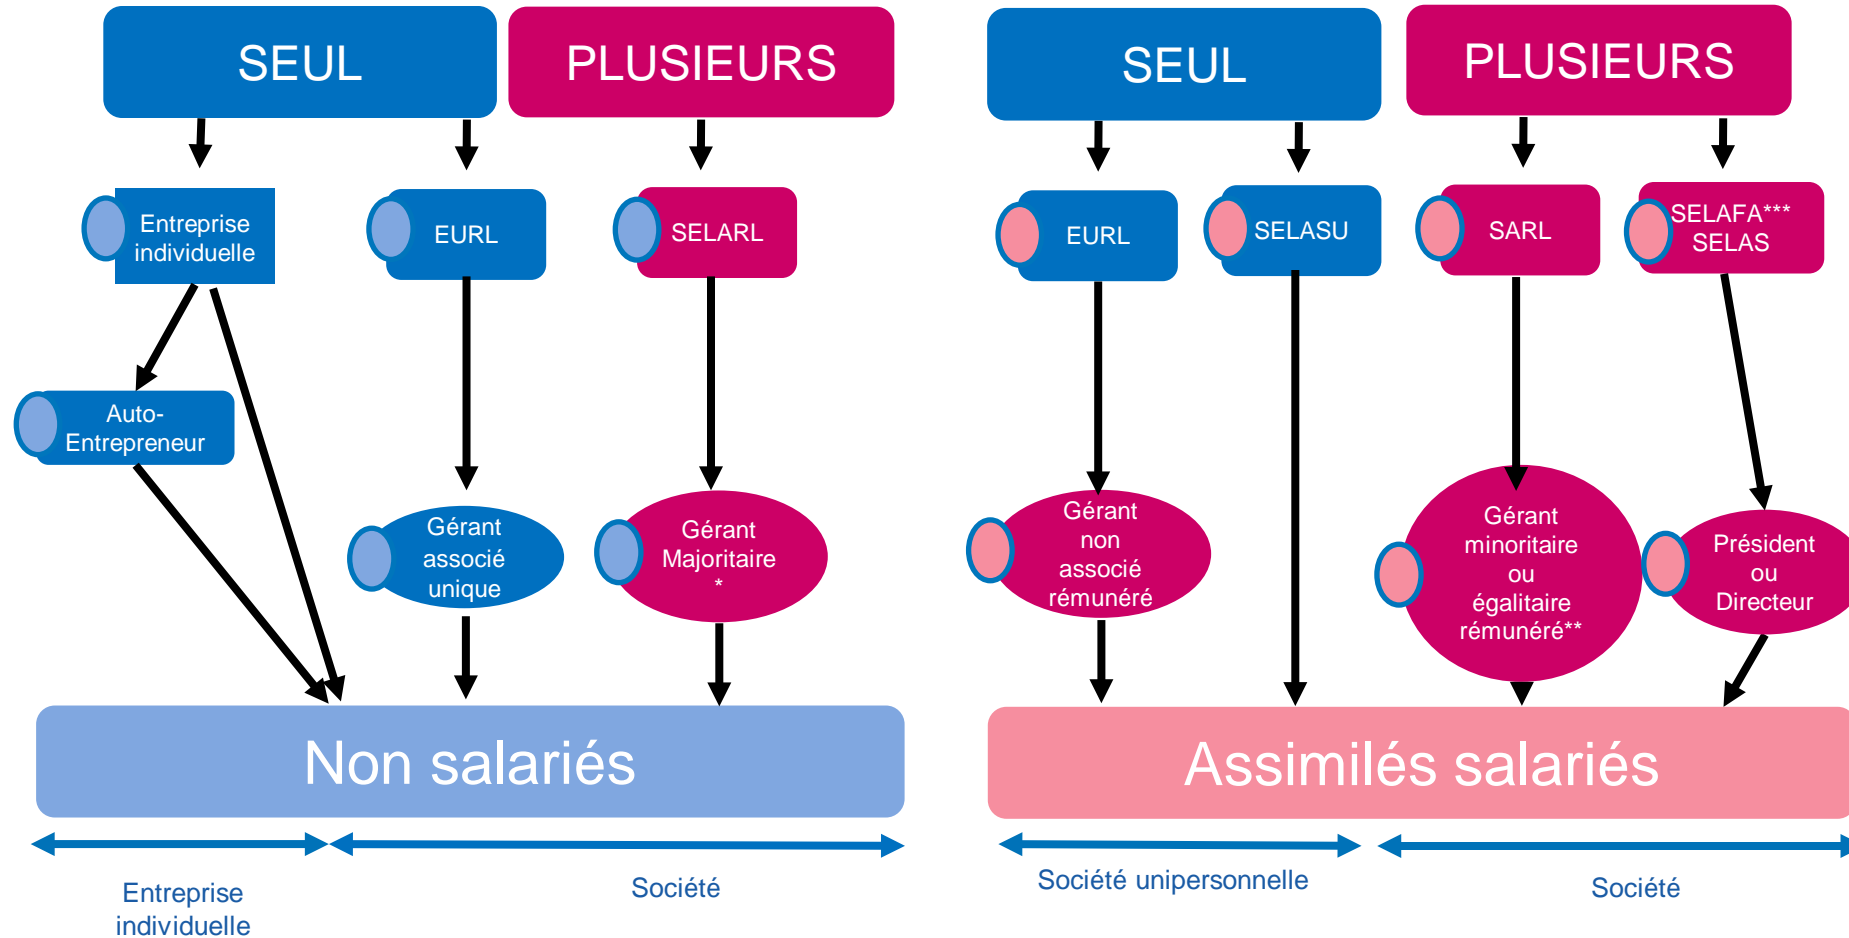 SEUL
PLUSIEURS
SEUL
PLUSIEURS
Entreprise
individuelle
EURL
SELARL
EURL
SELASU
SARL
SELAFA***
SELAS
Auto-
Entrepreneur
Gérant
associé
unique
Gérant
Majoritaire
*
Gérant
non
associé
rémunéré
Gérant
minoritaire
ou
égalitaire
rémunéré**
Président
ou
Directeur
Non salariés
Assimilés salariés
Entreprise
individuelle
Société
Société unipersonnelle
Société